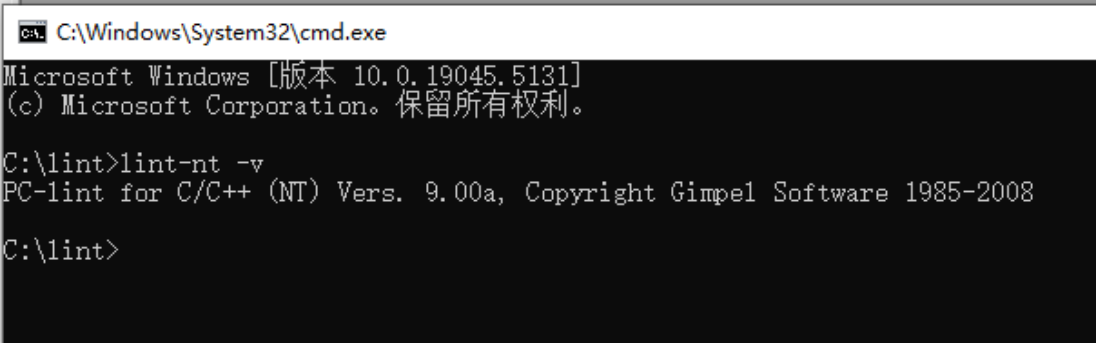 C:\Windows\System32\cmd.exe
Microsoft Windows [版本 10.0.19045.5131]
(c) Microsoft Corporation。保留所有权利。
C:\lint>lint-nt -v
PC-lint for C/C++ (NT) Vers. 9.00a, Copyright Gimpel Software 1985-2008
C:\lint>